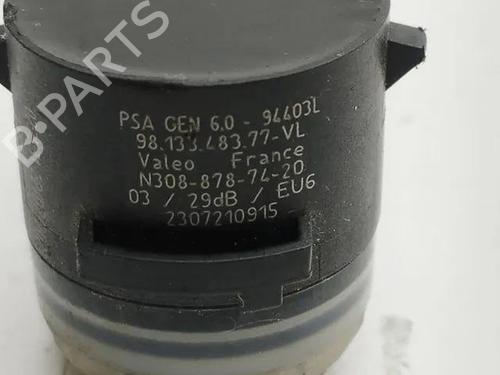 B-PARTS
PSA GEN 6.0 - 94403L
98.133.483.77-VL
Valeo France
N308-878-74-20
03 / 29dB / EU6
2307210915